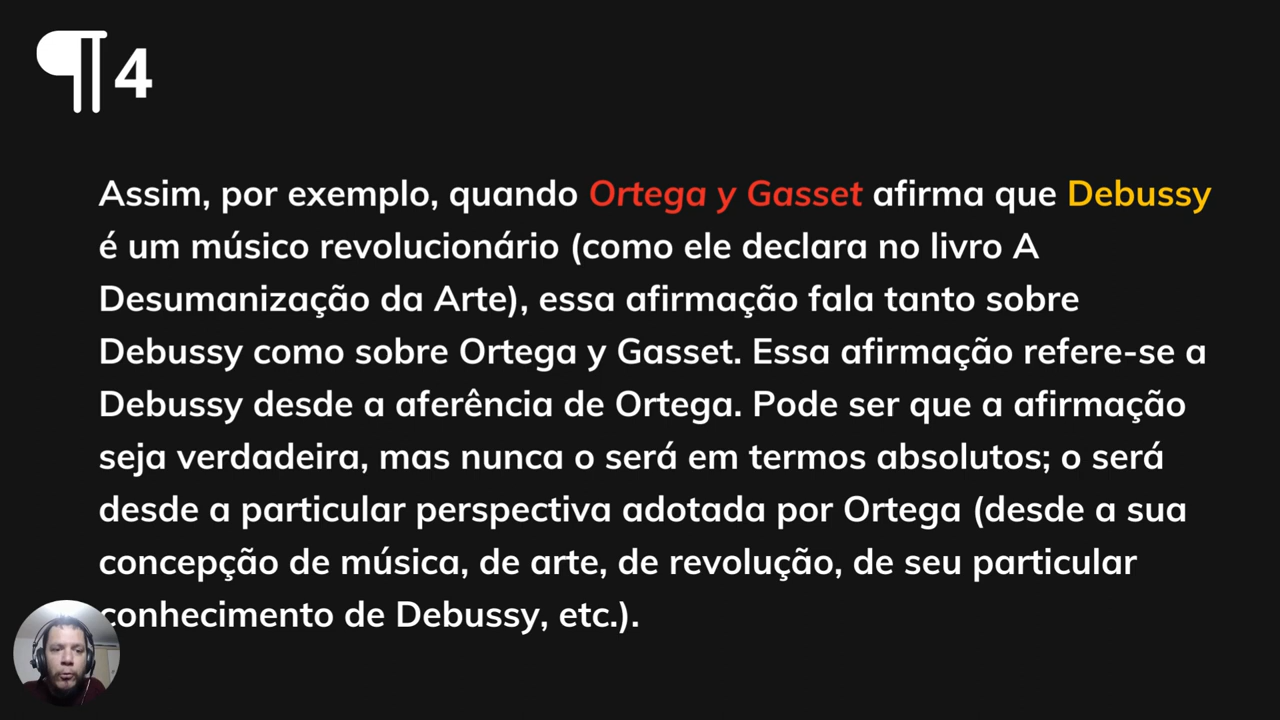 ¶ 4
Assim, por exemplo, quando Ortega y Gasset afirma que Debussy
é um músico revolucionário (como ele declara no livro A
Desumanização da Arte), essa afirmação fala tanto sobre
Debussy como sobre Ortega y Gasset. Essa afirmação refere-se a
Debussy desde a aferência de Ortega. Pode ser que a afirmação
seja verdadeira, mas nunca o será em termos absolutos; o será
desde a particular perspectiva adotada por Ortega (desde a sua
concepção de música, de arte, de revolução, de seu particular
conhecimento de Debussy, etc.).